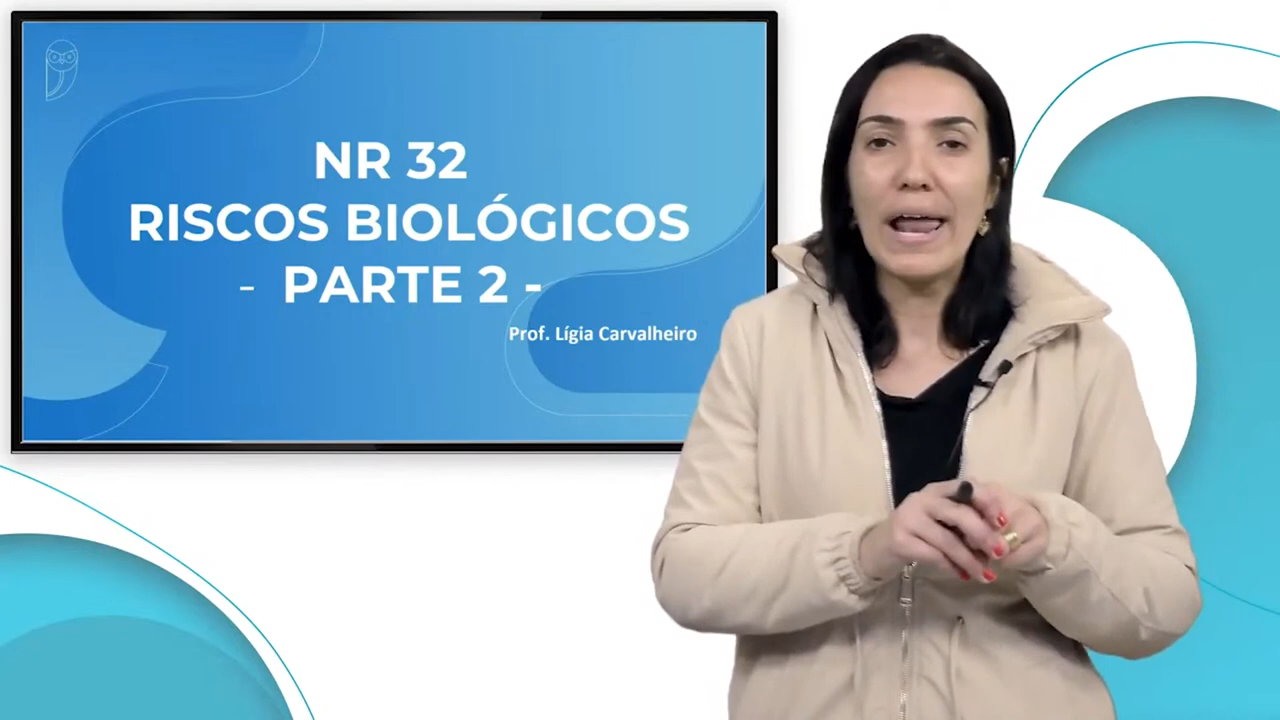 NR 32
RISCOS BIOLÓGICOS
- PARTE 2 -
Prof. Lígia Carvalheiro